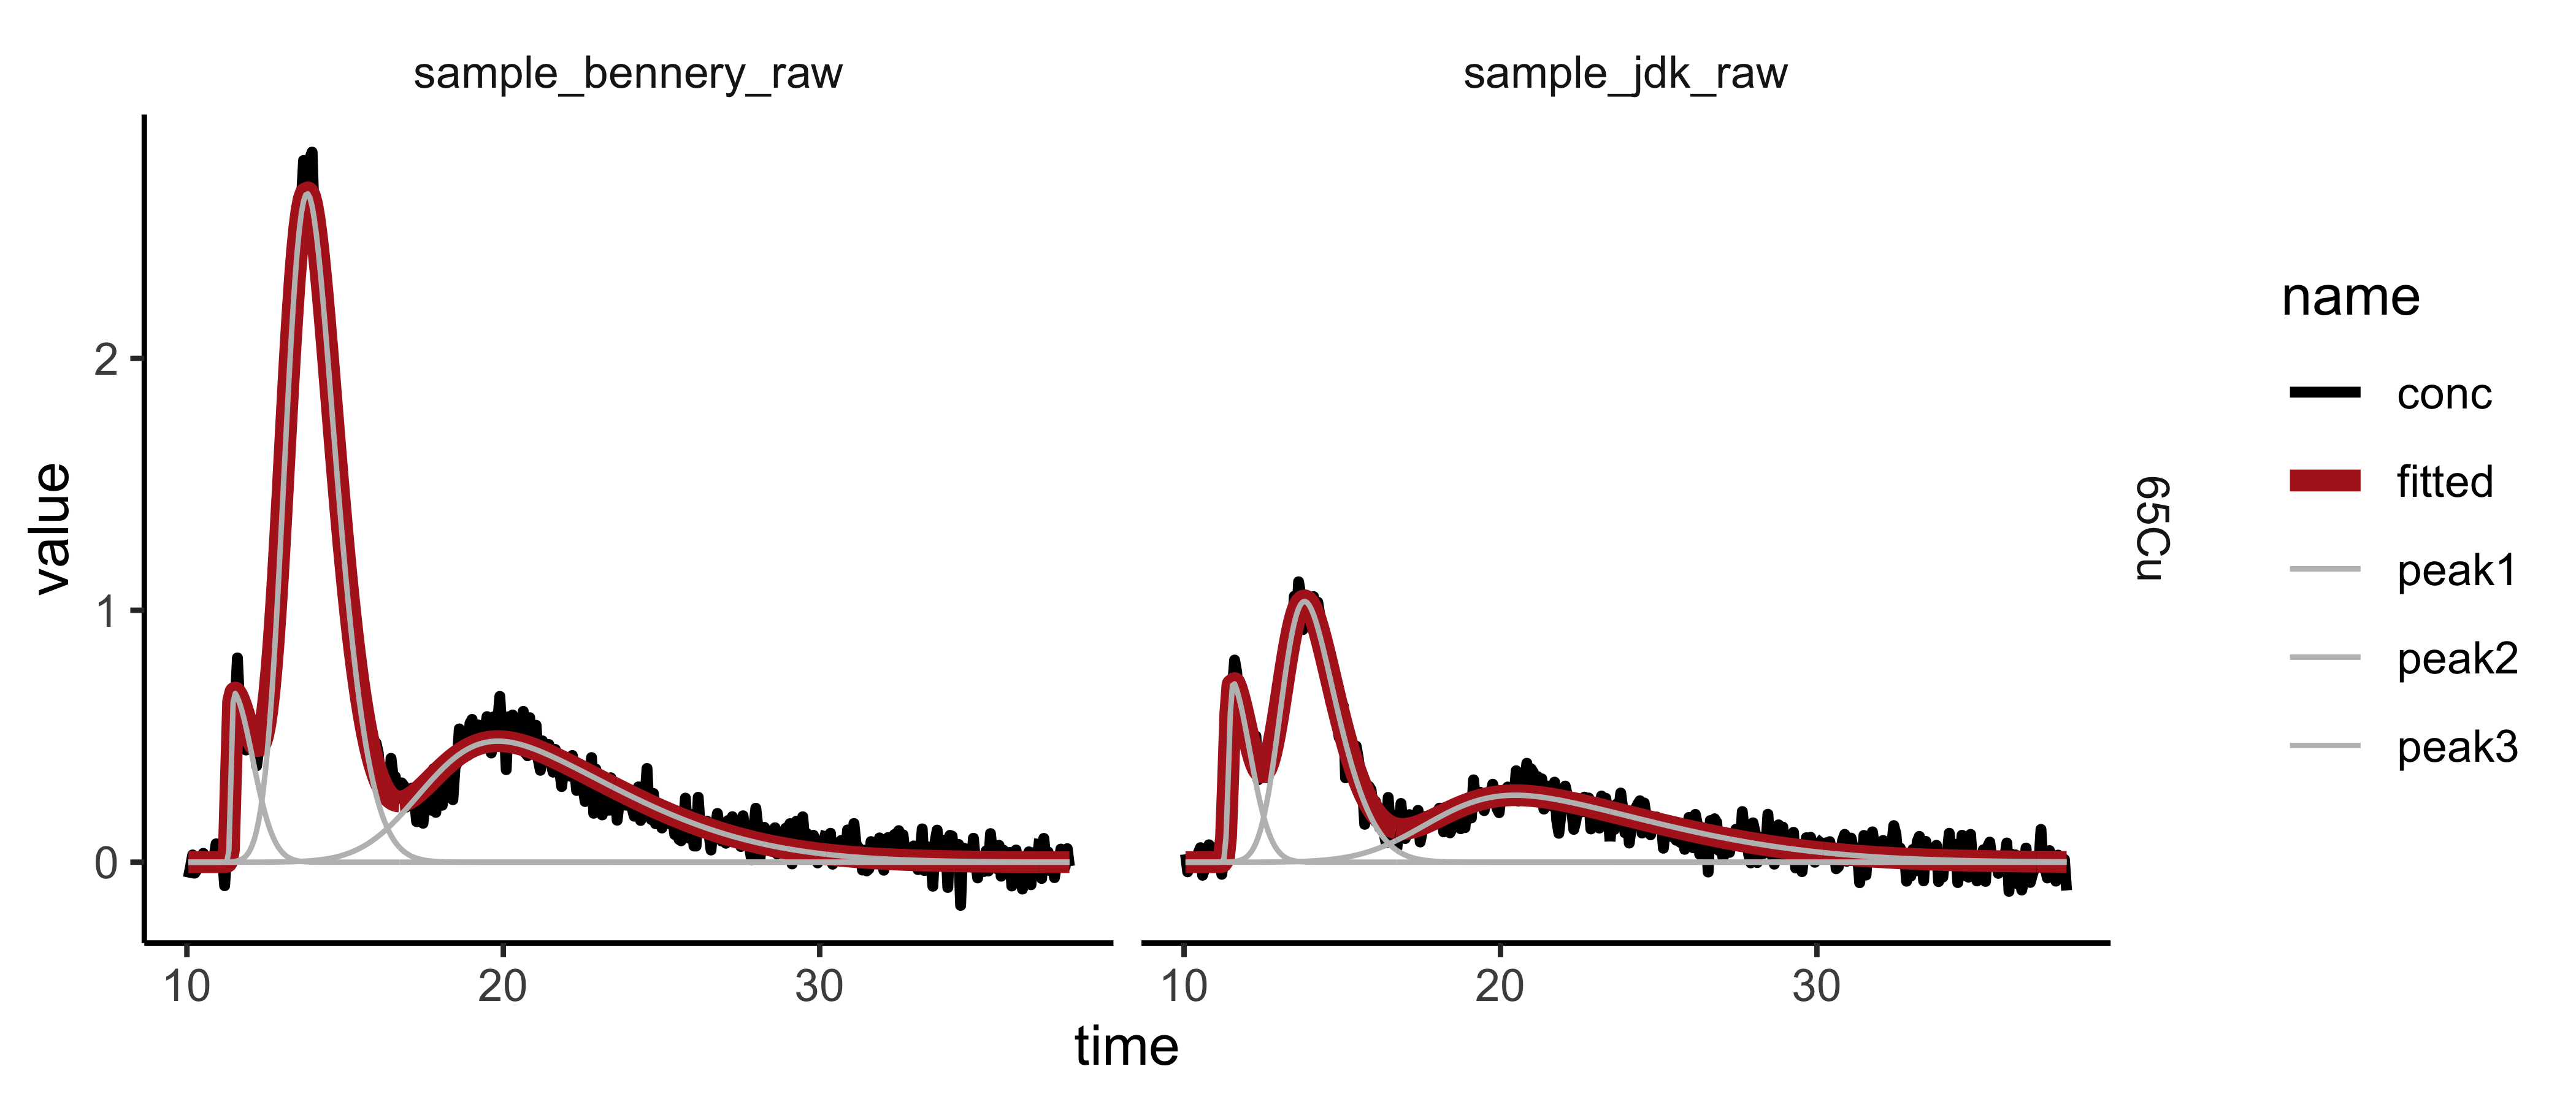 sample_bennery_raw
sample_jdk_raw
value
2
1
0
10
20
30
10
20
30
time
65Cu
name
conc
fitted
peak1
peak2
peak3